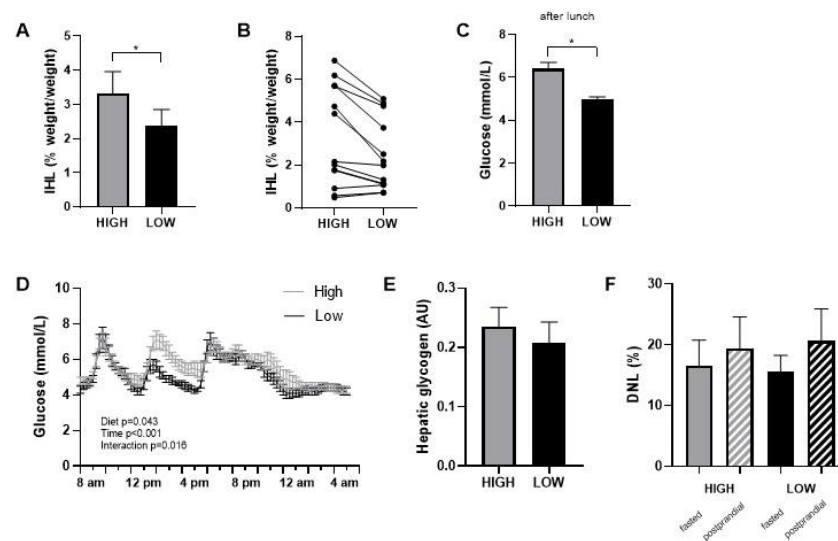 A
IHL (% weight/weight)
5
4
3
2
1
0
*
HIGH
LOW
B
IHL (% weight/weight)
8
6
4
2
0
HIGH
LOW
C
after lunch
Glucose (mmol/L)
8
6
4
2
0
*
HIGH
LOW
D
Glucose (mmol/L)
10
8
6
4
2
0
High
Low
Diet p=0.043
Time p<0.001
Interaction p=0.016
8 am
12 pm
4 pm
8 pm
12 am
4 am
E
Hepatic glycogen (AU)
0.3
0.2
0.1
0.0
HIGH
LOW
F
DNL (%)
30
20
10
0
HIGH
LOW
fasted
postprandial
fasted
postprandial